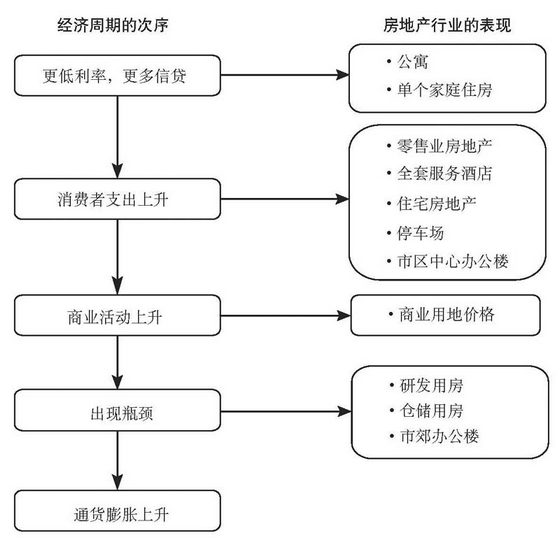 经济周期的次序
房地产行业的表现
更低利率，更多信贷
·公寓
·单个家庭住房
消费者支出上升
·零售业房地产
·全套服务酒店
·住宅房地产
·停车场
·市区中心办公楼
商业活动上升
·商业用地价格
出现瓶颈
·研发用房
·仓储用房
·市郊办公楼
通货膨胀上升